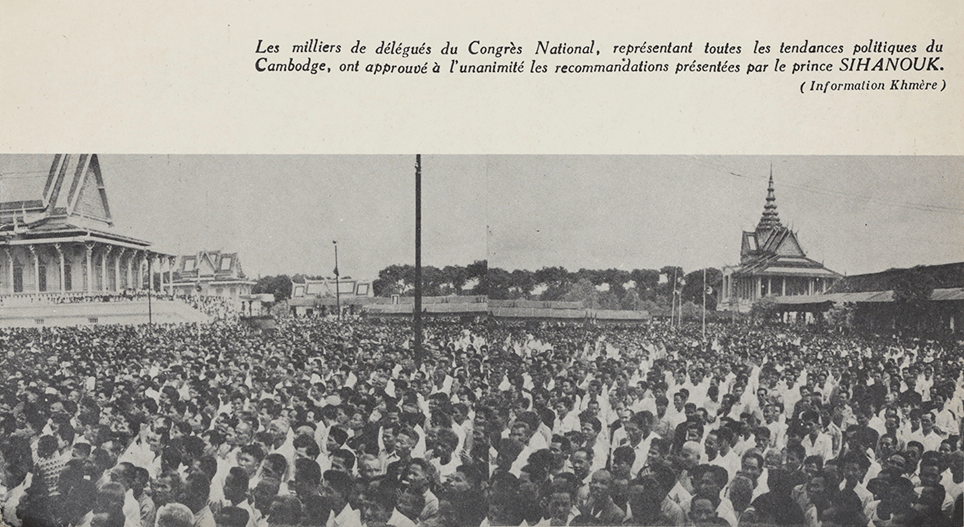 Les milliers de délégués du Congrès National, représentant toutes les tendances politiques du
Cambodge, ont approuvé à l'unanimité les recommandations présentées par le prince SIHANOUK.
( Information Khmère )